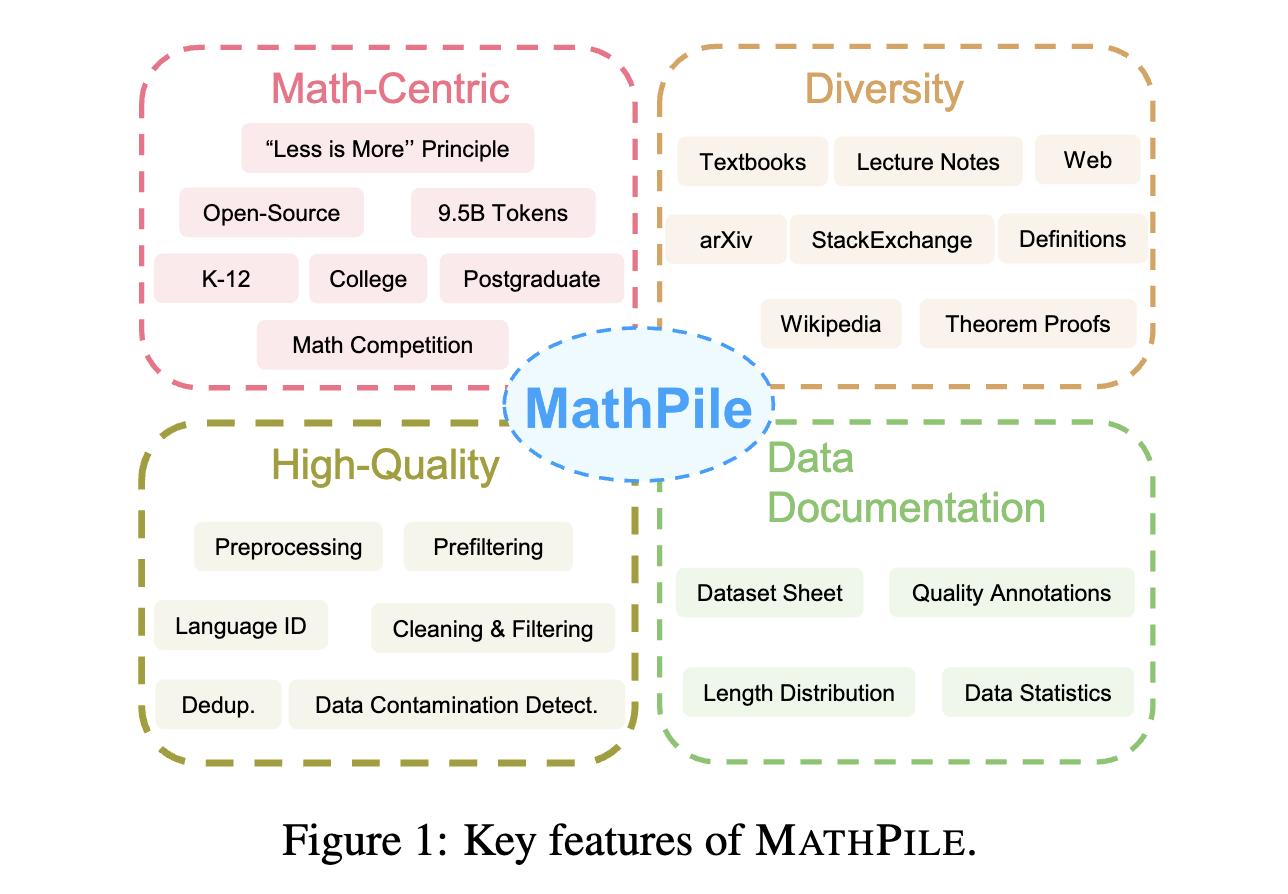 Math-Centric
“Less is More’’ Principle
Open-Source
9.5B Tokens
K-12
College
Postgraduate
Math Competition
Diversity
Textbooks
Lecture Notes
Web
arXiv
StackExchange
Definitions
Wikipedia
Theorem Proofs
MathPile
High-Quality
Preprocessing
Prefiltering
Language ID
Cleaning & Filtering
Dedup.
Data Contamination Detect.
Data
Documentation
Dataset Sheet
Quality Annotations
Length Distribution
Data Statistics
Figure 1: Key features of MATHPILE.